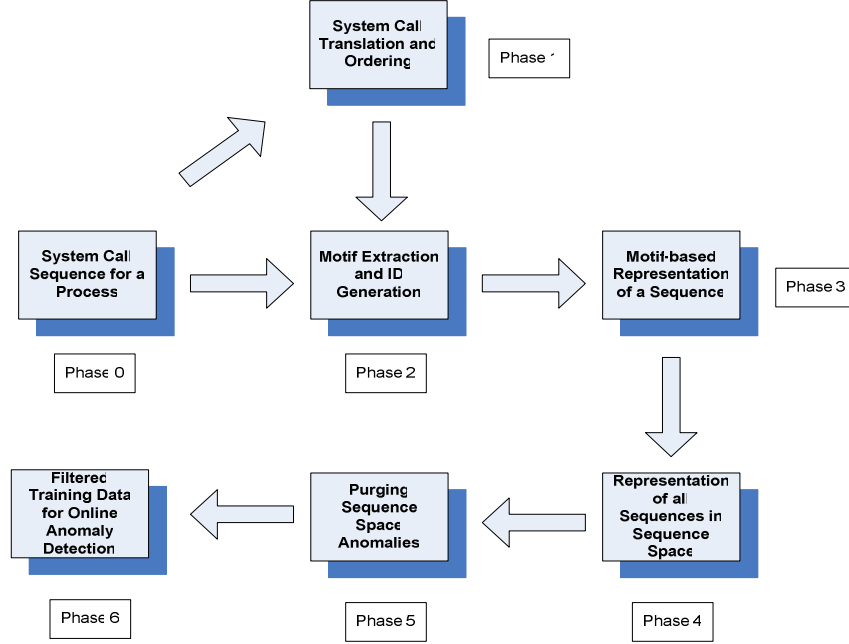 System Call
Translation and
Ordering
Phase 1
System Call
Sequence for a
Process
Phase 0
Motif Extraction
and ID
Generation
Phase 2
Motif-based
Representation
of a Sequence
Phase 3
Filtered
Training Data
for Online
Anomaly
Detection
Phase 6
Purging
Sequence
Space
Anomalies
Phase 5
Representation
of all
Sequences in
Sequence
Space
Phase 4